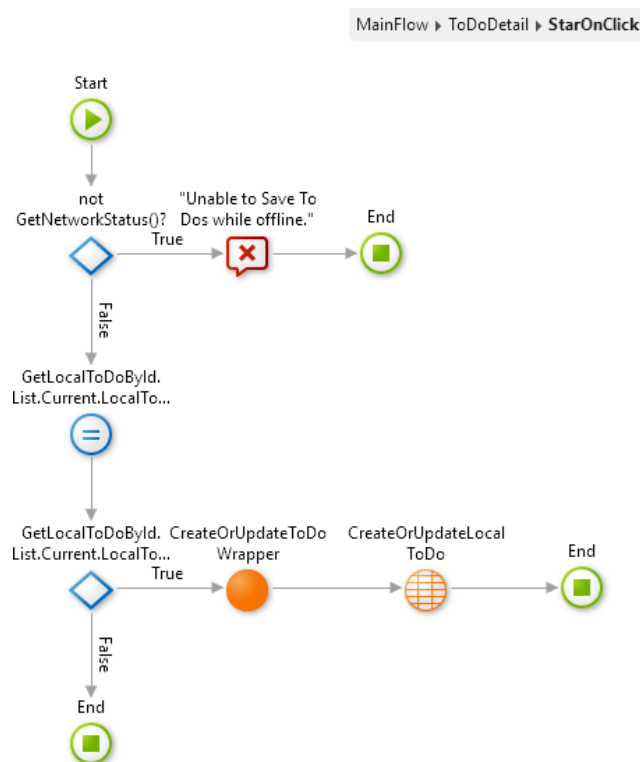 MainFlow ▸ ToDoDetail ▸ StarOnClick
Start
not
GetNetworkStatus()?
True
"Unable to Save To
Dos while offline."
End
False
GetLocalToDoById.
List.Current.LocalTo...
GetLocalToDoById.
List.Current.LocalTo...
True
CreateOrUpdateToDo
Wrapper
CreateOrUpdateLocal
ToDo
End
False
End